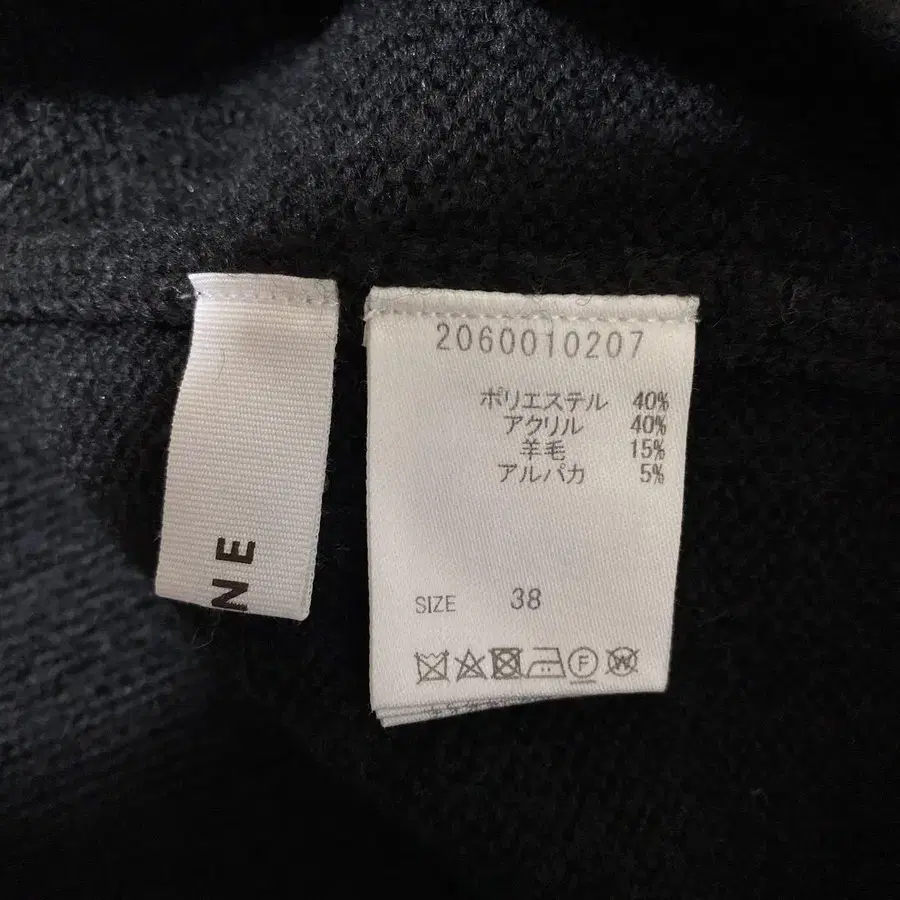 NE
2060010207
ポリエステル 40%
アクリル 40%
羊毛 15%
アルパカ 5%
SIZE 38
F W